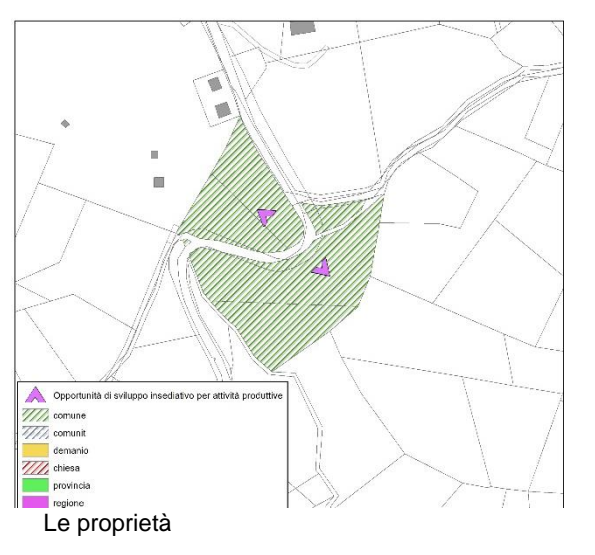 Opportunità di sviluppo insediativo per attività produttive
comune
comunit
demanio
chiesa
provincia
regione
Le proprietà